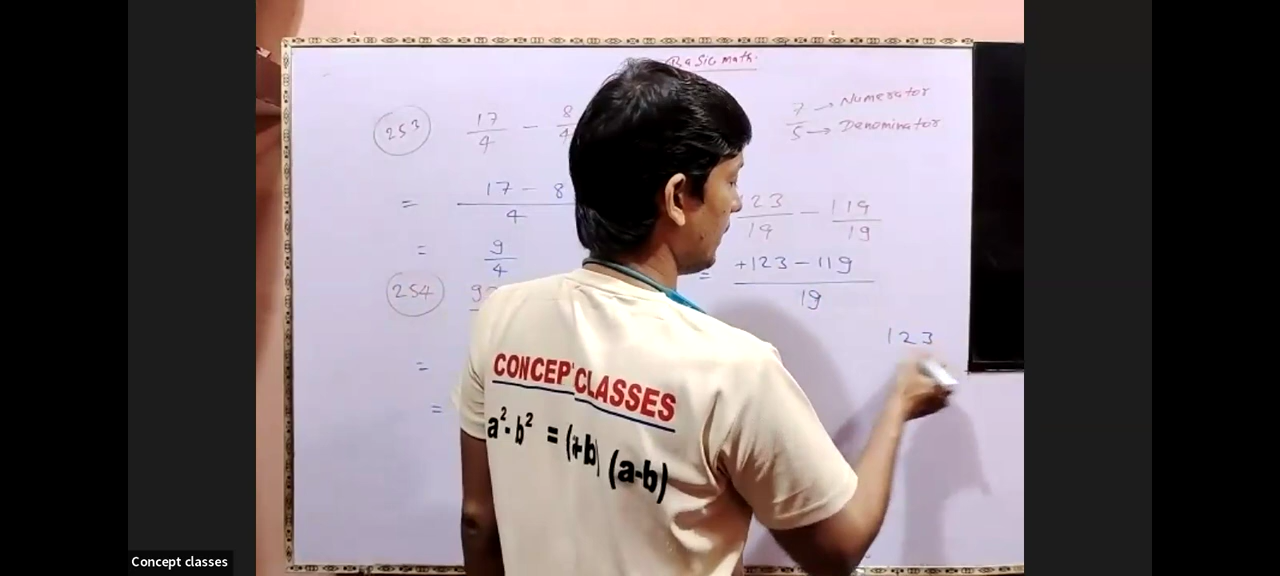 Basic math.
253
17/4 - 8/4
= 17 - 8 / 4
= 9/4
254
=
=
7/5
→ Numerator
→ Denominator
123/19 - 119/19
= +123 - 119 / 19
123
CONCEPT CLASSES
a² - b² = (a+b) (a-b)
Concept classes